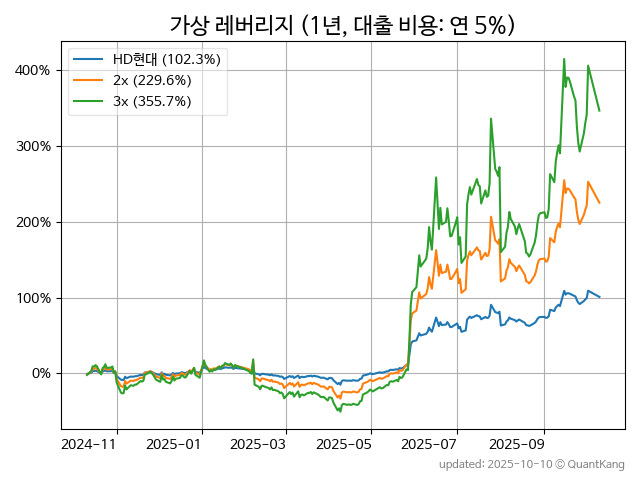 가상 레버리지 (1년, 대출 비용: 연 5%)
HD현대 (102.3%)
2x (229.6%)
3x (355.7%)
400%
300%
200%
100%
0%
2024-11
2025-01
2025-03
2025-05
2025-07
2025-09
updated: 2025-10-10 © QuantKang